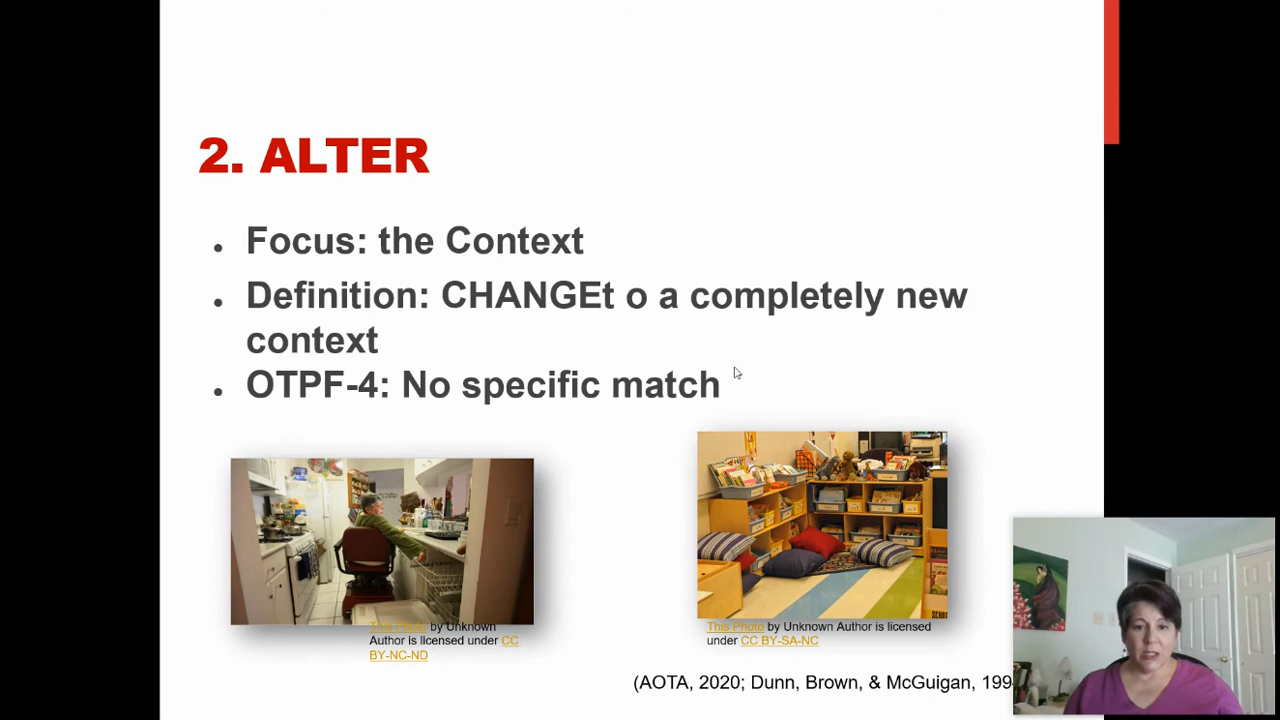 2. ALTER
Focus: the Context
Definition: CHANGEt o a completely new
context
OTPF-4: No specific match
This Photo by Unknown
Author is licensed under CC
BY-NC-ND
This Photo by Unknown Author is licensed
under CC BY-SA-NC
(AOTA, 2020; Dunn, Brown, & McGuigan, 199